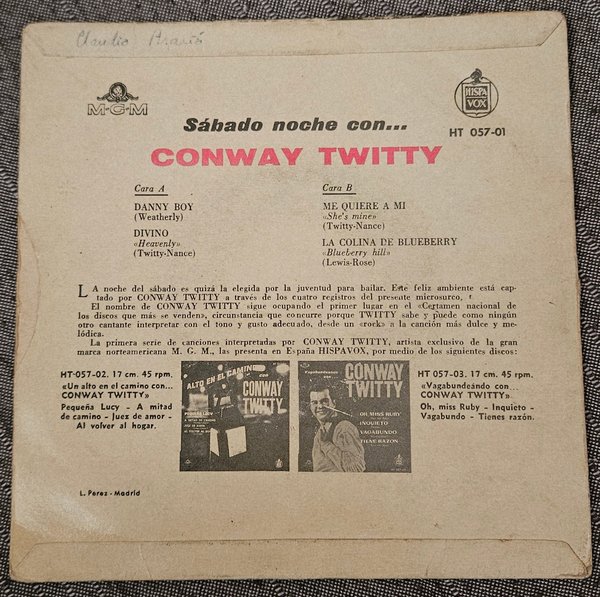 Claudio
M-G-M
HISPA
VOX
HT 057-01
Sábado noche con...
CONWAY TWITTY
Cara A
DANNY BOY
(Weatherly)
DIVINO
«Heavenly»
(Twitty-Nance)
Cara B
ME QUIERE A MI
«She's mine»
(Twitty-Nance)
LA COLINA DE BLUEBERRY
«Blueberry hill»
(Lewis-Rose)
LA noche del sábado es quizá la elegida por la juventud para bailar. Este feliz ambiente está cap-
tado por CONWAY TWITTY a través de los cuatro registros del presente microsurco,
El nombre de CONWAY TWITTY sigue ocupando el primer lugar en el «Certamen nacional de
los discos que más se venden», circunstancia que concurre porque TWITTY sabe y puede como ningún
otro cantante interpretar con el tono y gusto adecuado, desde un «rock» a la canción más dulce y me-
lódica.
La primera serie de canciones interpretadas por CONWAY TWITTY, artista exclusivo de la gran
marca norteamericana M. G. M., las presenta en España HISPAVOX, por medio de los siguientes discos:
HT-057-02. 17 cm. 45 rpm.
«Un alto en el camino con...
CONWAY TWITTY»
Pequeña Lucy - A mitad
de camino - Juez de amor -
Al volver al hogar.
ALTO EN EL CAMINO
con
CONWAY
TWITTY
Vagabundeando con...
CONWAY
TWITTY
OH, MISS RUBY
INQUIETO
VAGABUNDO
TIENE RAZON
HT-057-03. 17 cm. 45 rpm.
«Vagabundeándo con...
CONWAY TWITTY»
Oh, miss Ruby - Inquieto -
Vagabundo - Tienes razón.
L. Perez - Madrid